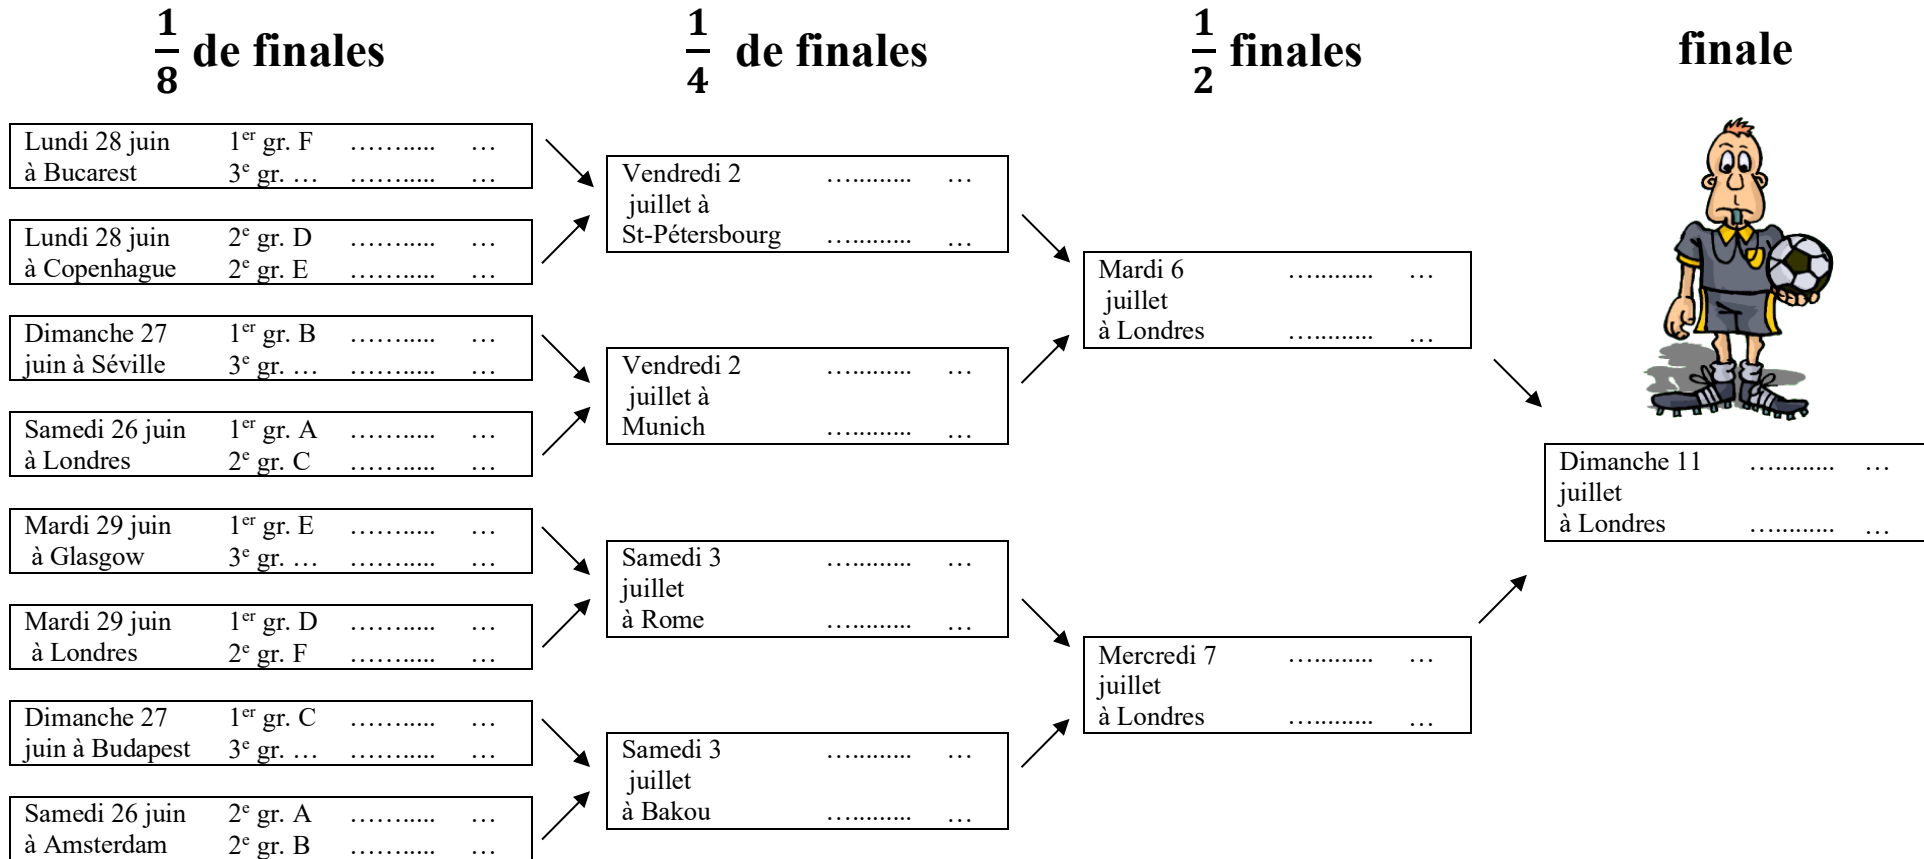 1/8 de finales
1/4 de finales
1/2 finales
finale
Lundi 28 juin 1er gr. F ……..... …
à Bucarest 3e gr. … ……..... …
Lundi 28 juin 2e gr. D ……..... …
à Copenhague 2e gr. E ……..... …
Dimanche 27 1er gr. B ……..... …
juin à Séville 3e gr. … ……..... …
Samedi 26 juin 1er gr. A ……..... …
à Londres 2e gr. C ……..... …
Mardi 29 juin 1er gr. E ……..... …
à Glasgow 3e gr. … ……..... …
Mardi 29 juin 1er gr. D ……..... …
à Londres 2e gr. F ……..... …
Dimanche 27 1er gr. C ……..... …
juin à Budapest 3e gr. … ……..... …
Samedi 26 juin 2e gr. A ……..... …
à Amsterdam 2e gr. B ……..... …
Vendredi 2 …......... …
juillet à
St-Pétersbourg …......... …
Vendredi 2 …......... …
juillet à
Munich …......... …
Samedi 3 …......... …
juillet
à Rome …......... …
Samedi 3 …......... …
juillet
à Bakou …......... …
Mardi 6 …......... …
juillet
à Londres …......... …
Mercredi 7 …......... …
juillet
à Londres …......... …
Dimanche 11 …......... …
juillet
à Londres …......... …